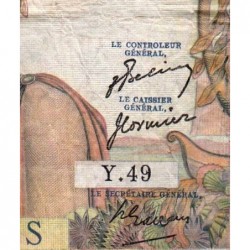 LE CONTROLEUR
GÉNÉRAL,
LE CAISSIER
GÉNÉRAL,
Y.49
LE SECRÉTAIRE GÉNÉRAL,
S